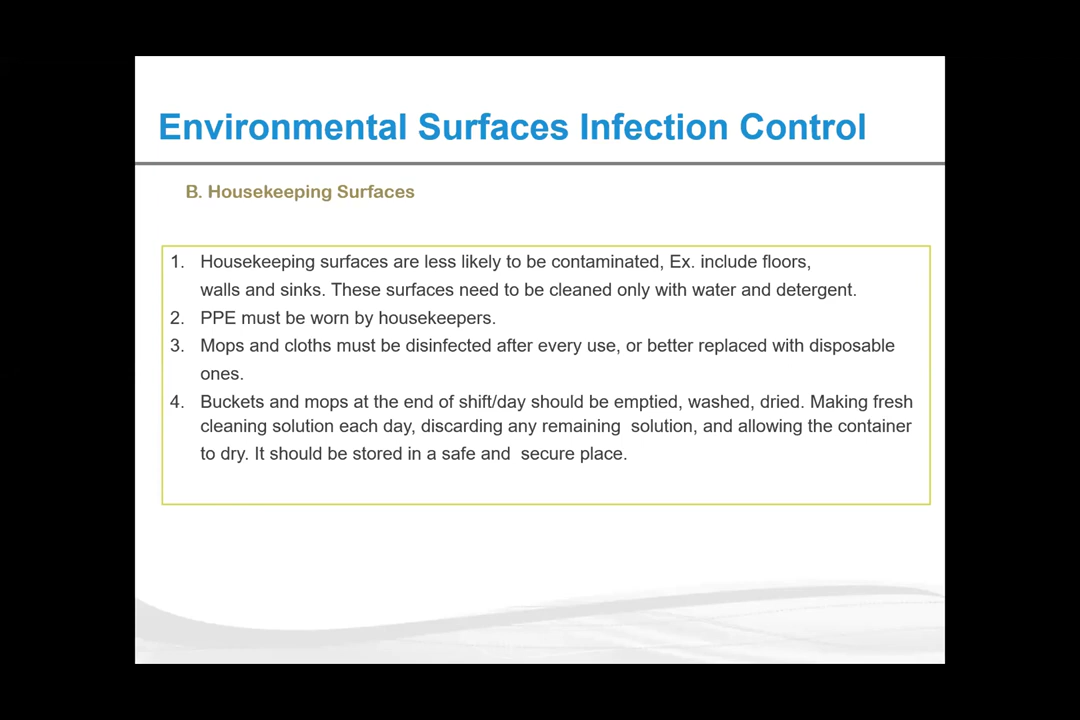 Environmental Surfaces Infection Control
B. Housekeeping Surfaces
1. Housekeeping surfaces are less likely to be contaminated, Ex. include floors,
walls and sinks. These surfaces need to be cleaned only with water and detergent.
2. PPE must be worn by housekeepers.
3. Mops and cloths must be disinfected after every use, or better replaced with disposable
ones.
4. Buckets and mops at the end of shift/day should be emptied, washed, dried. Making fresh
cleaning solution each day, discarding any remaining solution, and allowing the container
to dry. It should be stored in a safe and secure place.